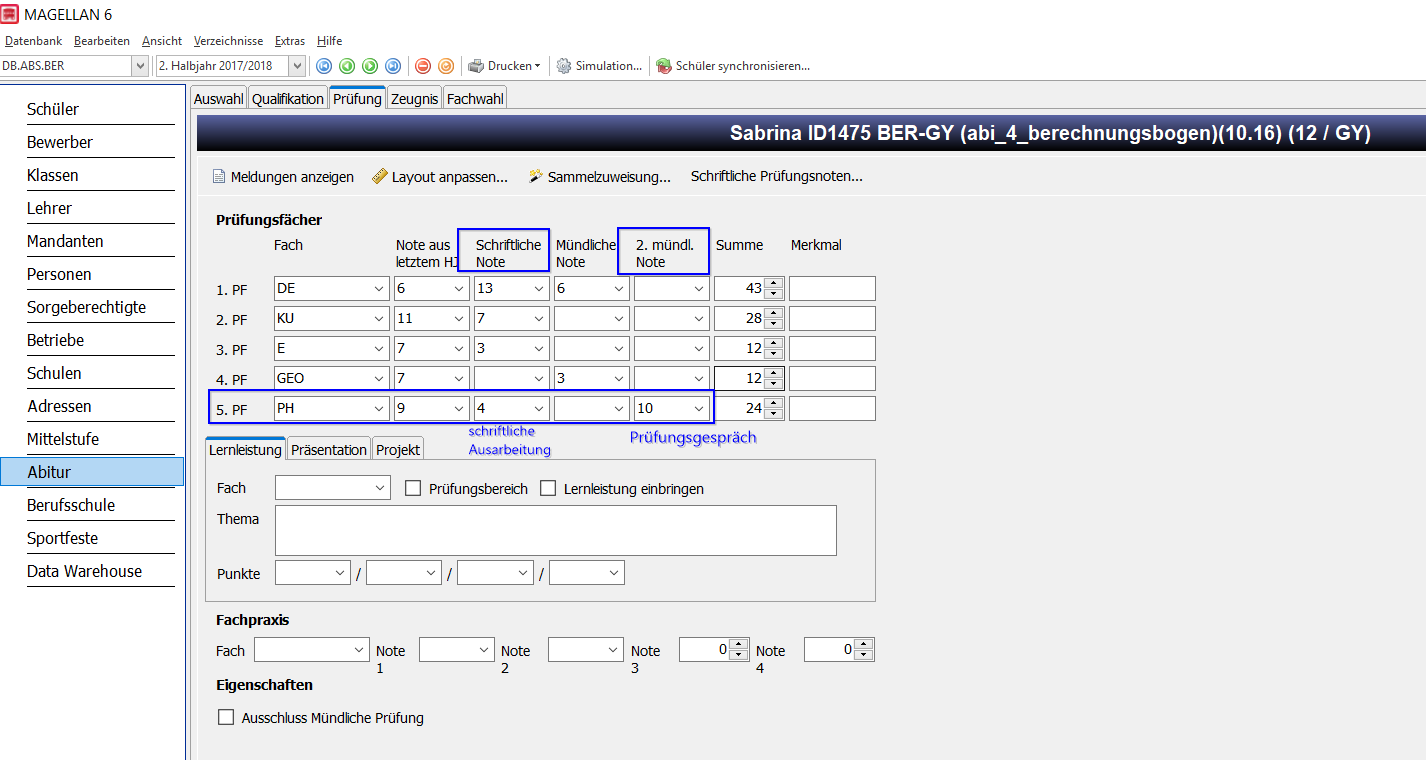 MAGELLAN 6
Datenbank Bearbeiten Ansicht Verzeichnisse Extras Hilfe
DB.ABS.BER 2. Halbjahr 2017/2018 Drucken Simulation... Schüler synchronisieren...
Schüler
Bewerber
Klassen
Lehrer
Mandanten
Personen
Sorgeberechtigte
Betriebe
Schulen
Adressen
Mittelstufe
Abitur
Berufsschule
Sportfeste
Data Warehouse
Auswahl Qualifikation Prüfung Zeugnis Fachwahl
Sabrina ID1475 BER-GY (abi_4_berechnungsbogen)(10.16) (12 / GY)
Meldungen anzeigen Layout anpassen... Sammelzuweisung... Schriftliche Prüfungsnoten...
Prüfungsfächer
Fach Note aus Schriftliche Mündliche 2. mündl. Summe Merkmal
letztem HJ Note Note Note
1. PF DE 6 13 6 43
2. PF KU 11 7 28
3. PF E 7 3 12
4. PF GEO 7 3 12
5. PF PH 9 4 10 24
schriftliche Prüfungsgespräch
Ausarbeitung
Lernleistung Präsentation Projekt
Fach Prüfungsbereich Lernleistung einbringen
Thema
Punkte / / /
Fachpraxis
Fach Note Note Note 0 Note 0
1 2 3 4
Eigenschaften
Ausschluss Mündliche Prüfung